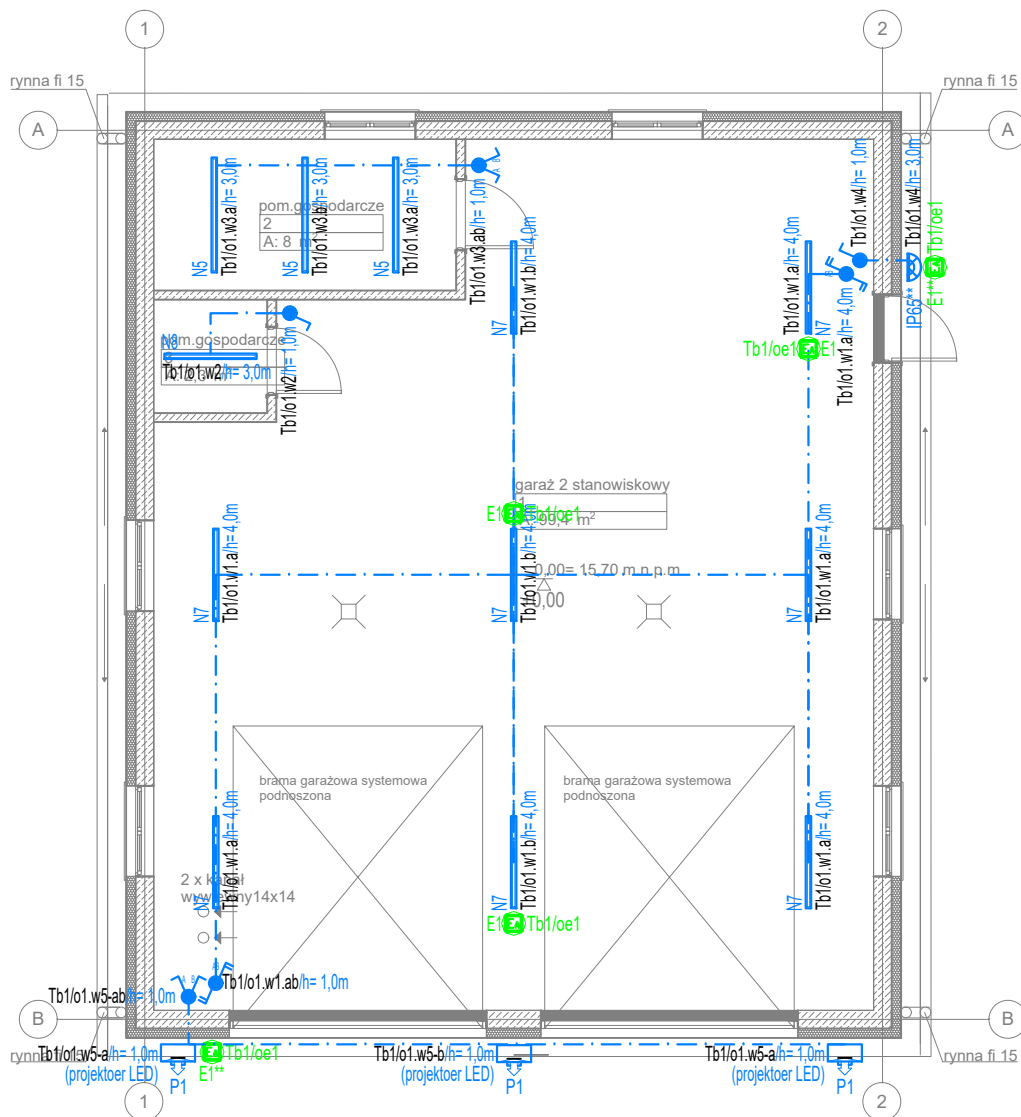 1
2
rynna fi 15
rynna fi 15
A
A
N5
Tb1/o1.w3.a/h= 3,0m
N5
Tb1/o1.w3.b/h= 3,0m
N5
Tb1/o1.w3.a/h= 3,0m
pom.gospodarcze
2
A: 8 m
A
B
Tb1/o1.w3.ab/h= 1,0m
N7
Tb1/o1.w1.b/h= 4,0m
N7
Tb1/o1.w1.a/h= 4,0m
Tb1/o1.w4/h= 1,0m
Tb1/o1.w1.a/h= 4,0m
Tb1/o1.w4/h= 3,0m
IP65**
Tb1/oe1
E1**
Tb1/oe1
E1
pom.gospodarcze
N8
Tb1/o1.w2/h= 3,0m
Tb1/o1.w2/h= 1,0m
garaż 2 stanowiskowy
1
A: 99,4 m²
E1
Tb1/oe1
0,00= 15,70 m.n.p.m
±0,00
N7
Tb1/o1.w1.a/h= 4,0m
N7
Tb1/o1.w1.b/h= 4,0m
N7
Tb1/o1.w1.a/h= 4,0m
brama garażowa systemowa
podnoszona
brama garażowa systemowa
podnoszona
N7
Tb1/o1.w1.a/h= 4,0m
N7
Tb1/o1.w1.b/h= 4,0m
N7
Tb1/o1.w1.a/h= 4,0m
2 x kanał
wywiewny14x14
E1
Tb1/oe1
A
B
Tb1/o1.w1.ab/h= 1,0m
Tb1/o1.w5-ab/h= 1,0m
B
B
rynna fi 15
rynna fi 15
Tb1/o1.w5-a/h= 1,0m
(projektoer LED)
P1
Tb1/oe1
E1**
Tb1/o1.w5-b/h= 1,0m
(projektoer LED)
P1
Tb1/o1.w5-a/h= 1,0m
(projektoer LED)
P1
1
2